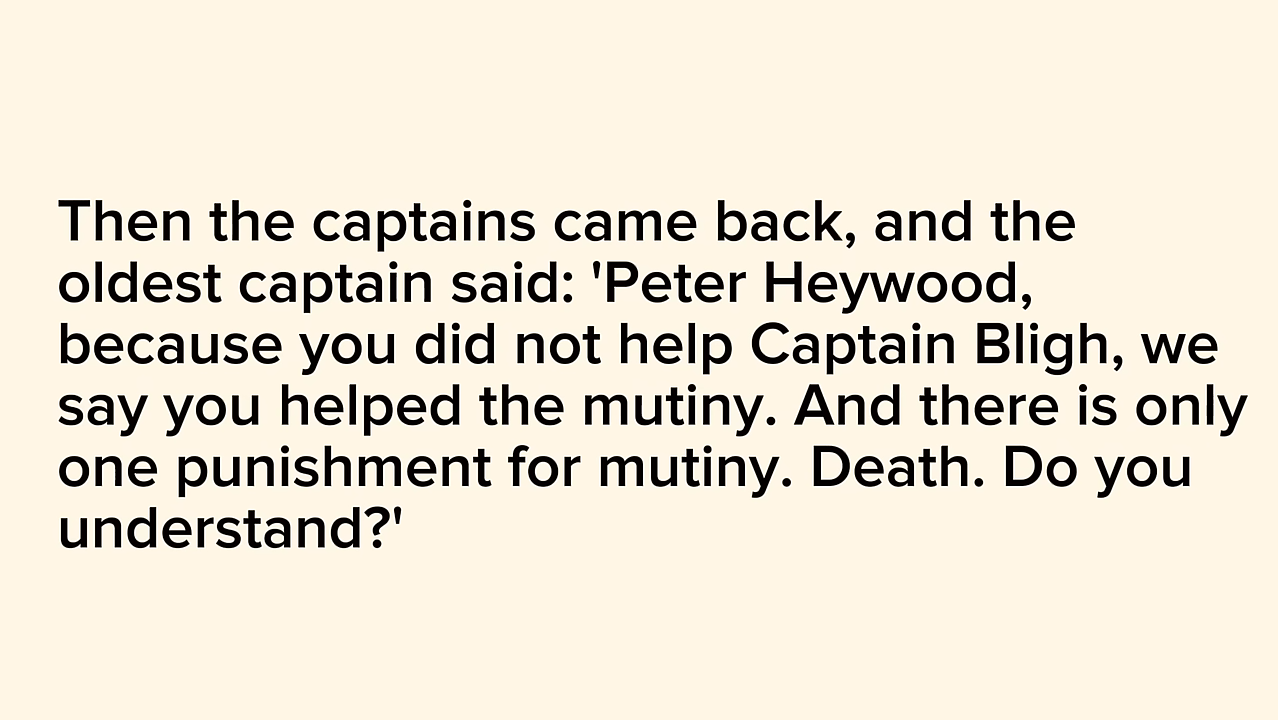 Then the captains came back, and the
oldest captain said: 'Peter Heywood,
because you did not help Captain Bligh, we
say you helped the mutiny. And there is only
one punishment for mutiny. Death. Do you
understand?'